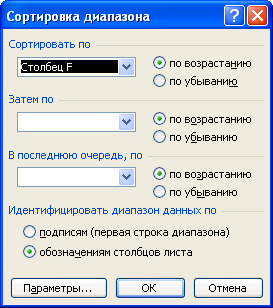 Сортировка диапазона
Сортировать по
Столбец F
по возрастанию
по убыванию
Затем по
по возрастанию
по убыванию
В последнюю очередь, по
по возрастанию
по убыванию
Идентифицировать диапазон данных по
подписям (первая строка диапазона)
обозначениям столбцов листа
Параметры... ОК Отмена